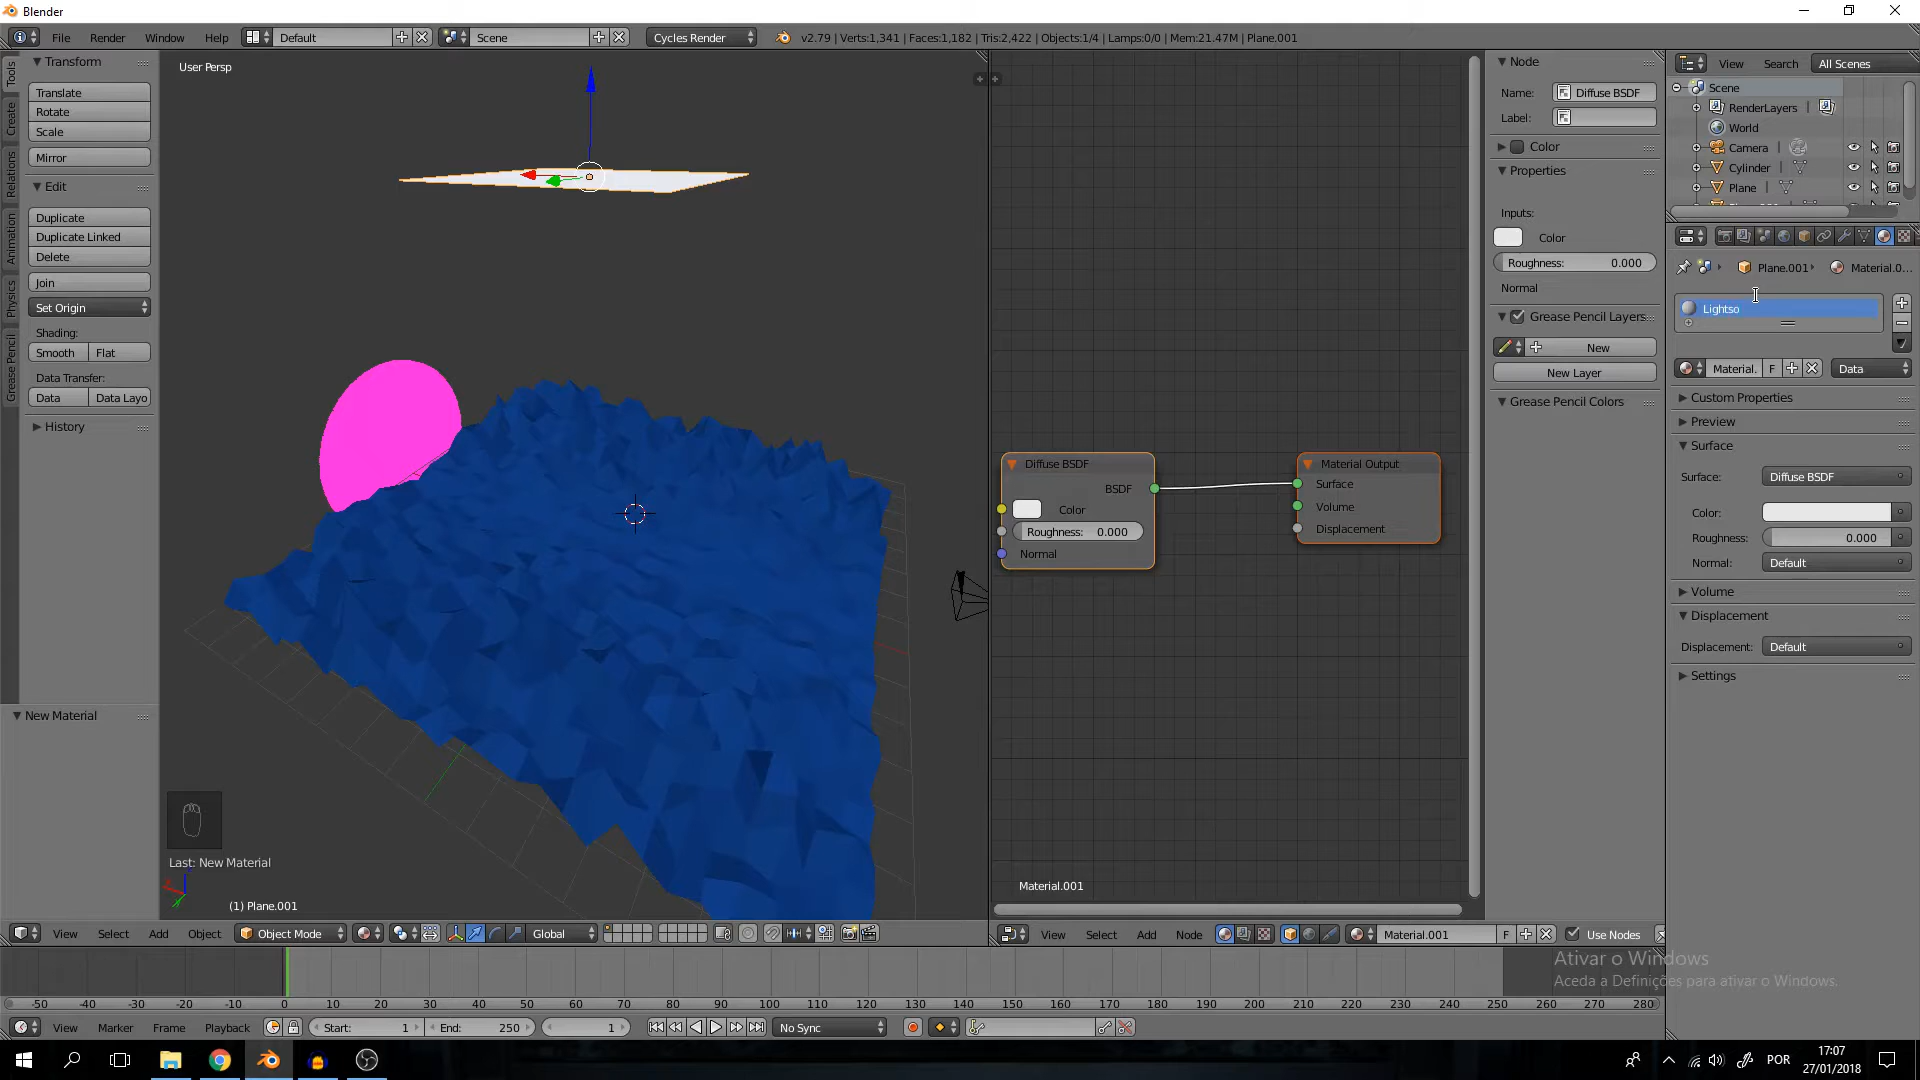 Blender
File Render Window Help Default Scene Cycles Render v2.79 | Verts:1,341 | Faces:1,182 | Tris:2,422 | Objects:1/4 | Lamps:0/0 | Mem:21.47M | Plane.001
Tools
Create
Relations
Animation
Physics
Grease Pencil
Transform
Translate
Rotate
Scale
Mirror
Edit
Duplicate
Duplicate Linked
Delete
Join
Set Origin
Shading:
Smooth Flat
Data Transfer:
Data Data Layo
History
New Material
User Persp
Last: New Material
(1) Plane.001
View Select Add Object Object Mode Global
Diffuse BSDF
BSDF
Color
Roughness: 0.000
Normal
Material Output
Surface
Volume
Displacement
Material.001
View Select Add Node Material.001 F Use Nodes
Node
Name: Diffuse BSDF
Label:
Color
Properties
Inputs:
Color
Roughness: 0.000
Normal
Grease Pencil Layers
New
New Layer
Grease Pencil Colors
View Search All Scenes
Scene
RenderLayers
World
Camera
Cylinder
Plane
Plane.001 Material.0...
Lightso
Material. F Data
Custom Properties
Preview
Surface
Surface: Diffuse BSDF
Color:
Roughness: 0.000
Normal: Default
Volume
Displacement
Displacement: Default
Settings
Ativar o Windows
Aceda a Definições para ativar o Windows.
-50 -40 -30 -20 -10 0 10 20 30 40 50 60 70 80 90 100 110 120 130 140 150 160 170 180 190 200 210 220 230 240 250 260 270 280
View Marker Frame Playback Start: 1 End: 250 1 No Sync
POR
17:07
27/01/2018